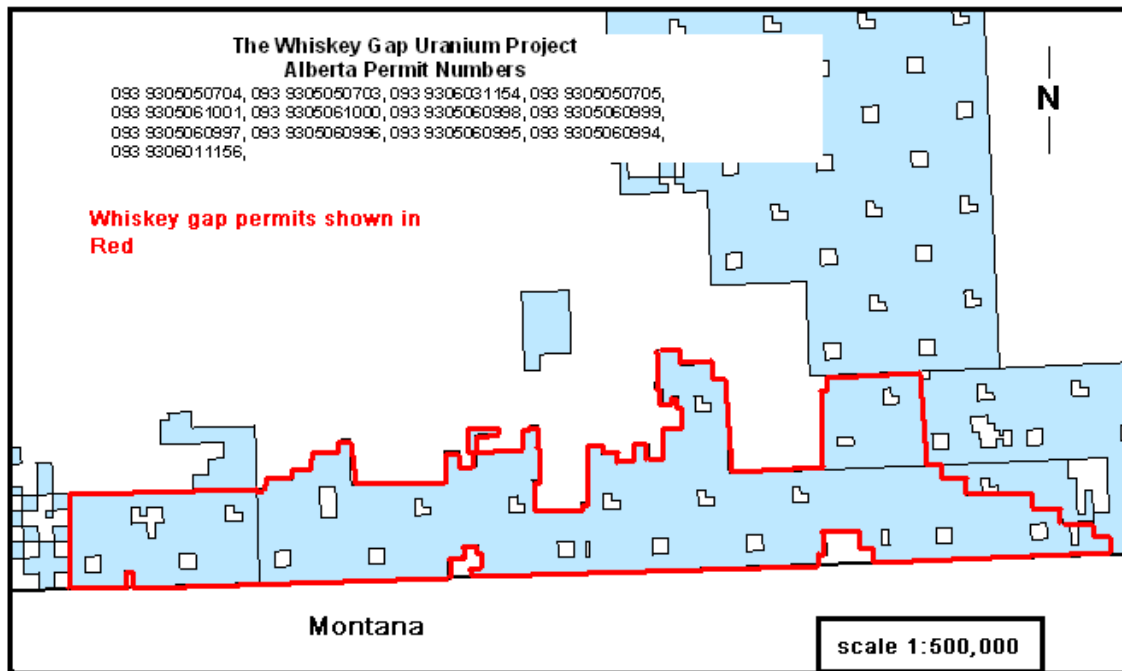 The Whiskey Gap Uranium Project
Alberta Permit Numbers
093 9305050704, 093 9305050703, 093 9306031154, 093 9305050705,
093 9305061001, 093 9305061000, 093 9305060998, 093 9305060999,
093 9305060997, 093 9305060996, 093 9305060995, 093 9305060994,
093 9306011156,
N
Whiskey gap permits shown in
Red
Montana
scale 1:500,000